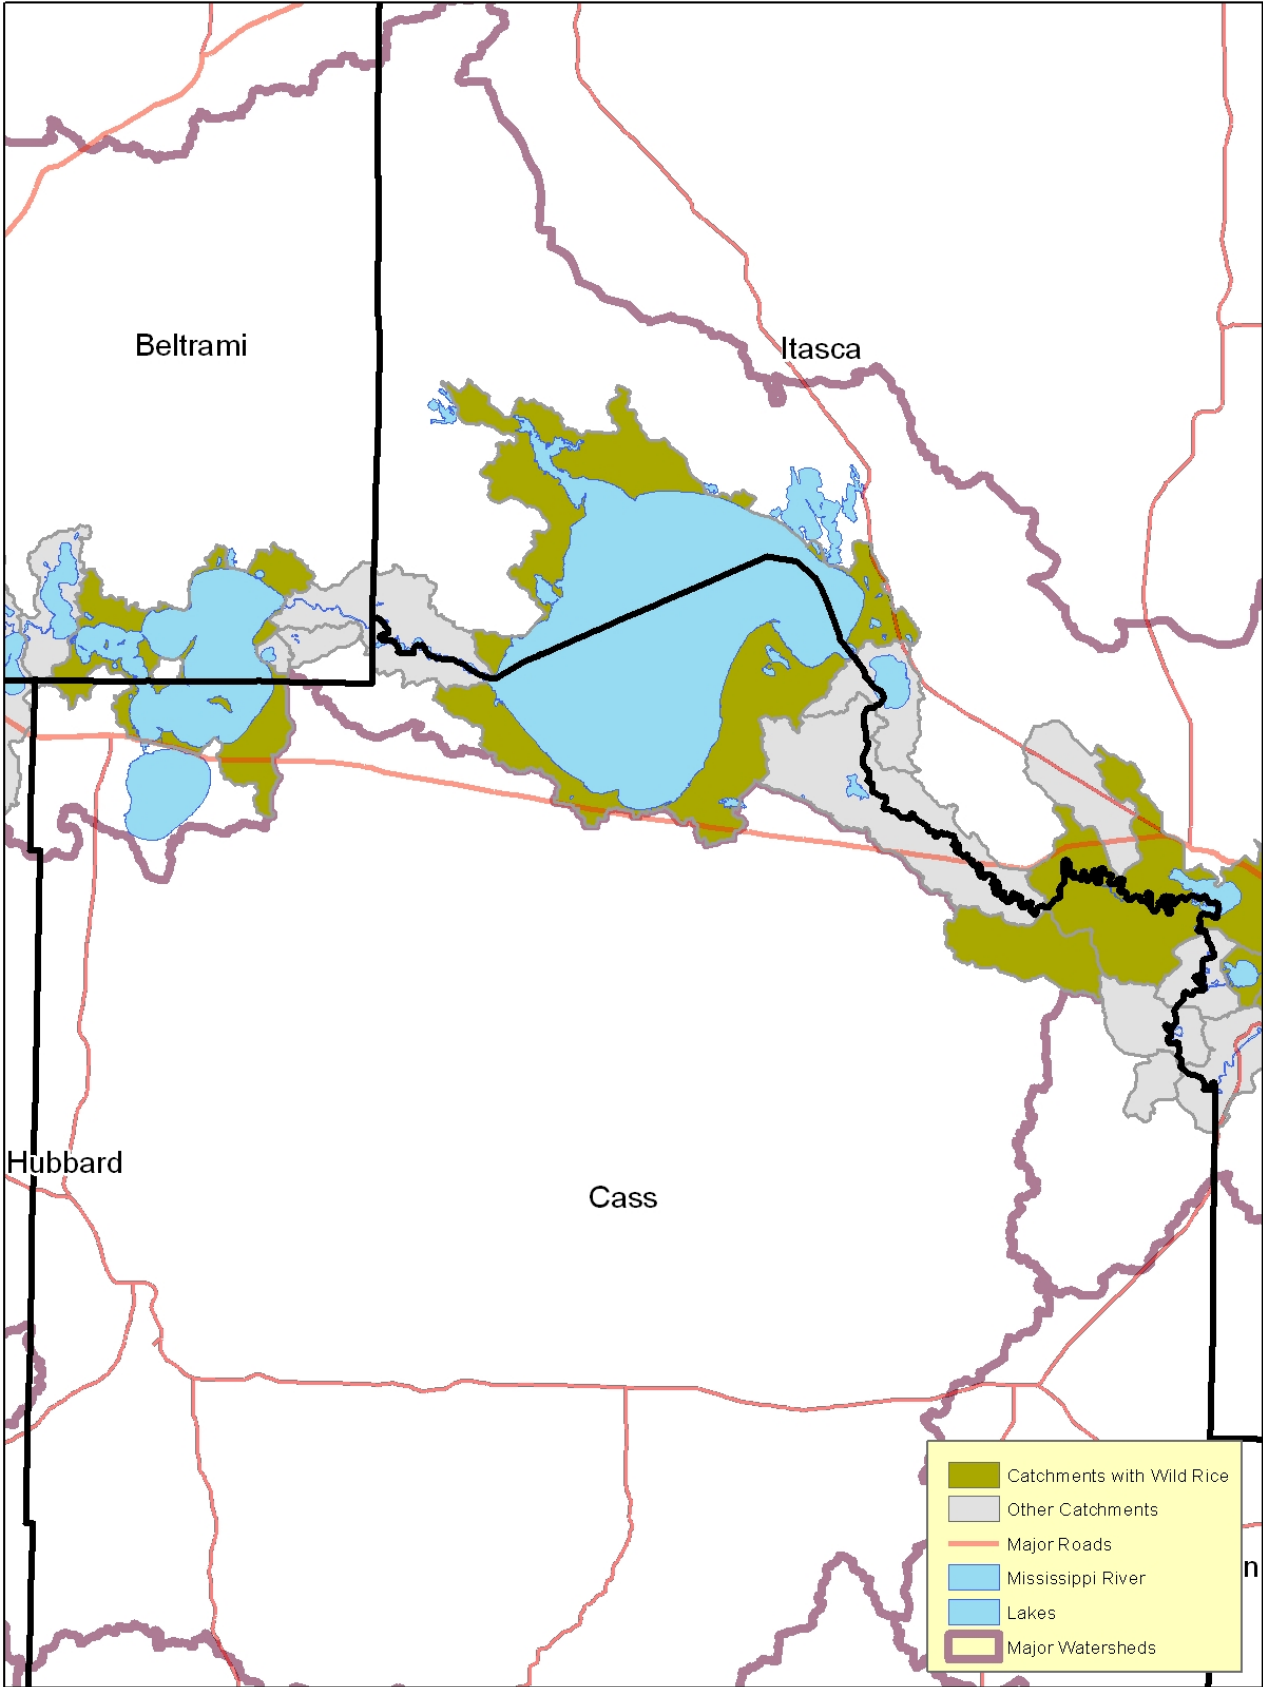 Beltrami
Itasca
Hubbard
Cass
Catchments with Wild Rice
Other Catchments
Major Roads
Mississippi River
Lakes
Major Watersheds
n